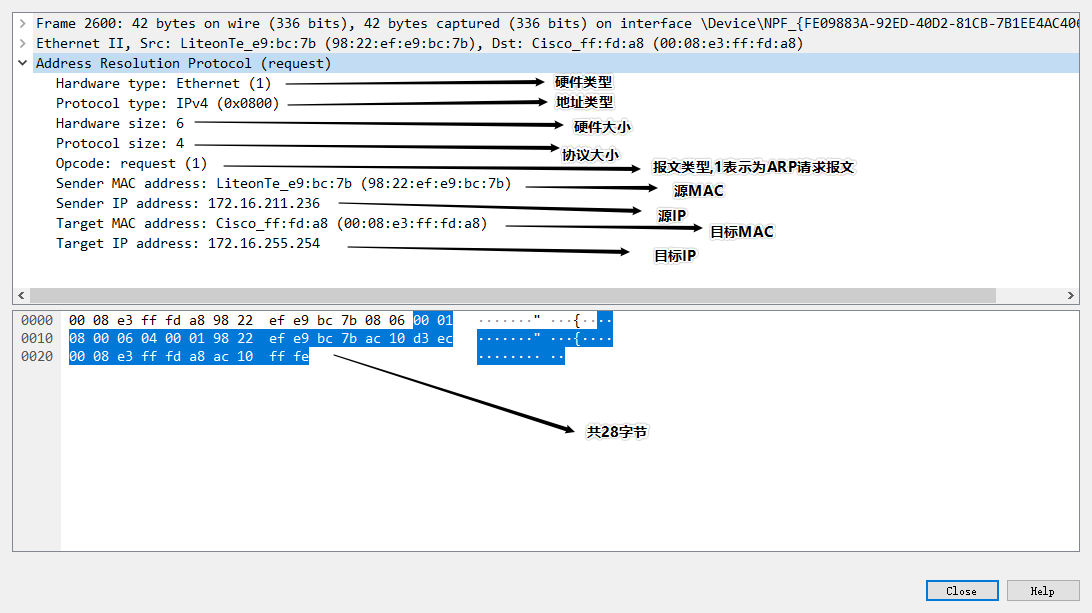 Frame 2600: 42 bytes on wire (336 bits), 42 bytes captured (336 bits) on interface \Device\NPF_{FE09883A-92ED-40D2-81CB-7B1EE4AC406
Ethernet II, Src: LiteonTe_e9:bc:7b (98:22:ef:e9:bc:7b), Dst: Cisco_ff:fd:a8 (00:08:e3:ff:fd:a8)
Address Resolution Protocol (request)
Hardware type: Ethernet (1) 硬件类型
Protocol type: IPv4 (0x0800) 地址类型
Hardware size: 6 硬件大小
Protocol size: 4 协议大小
Opcode: request (1) 报文类型,1表示为ARP请求报文
Sender MAC address: LiteonTe_e9:bc:7b (98:22:ef:e9:bc:7b) 源MAC
Sender IP address: 172.16.211.236 源IP
Target MAC address: Cisco_ff:fd:a8 (00:08:e3:ff:fd:a8) 目标MAC
Target IP address: 172.16.255.254 目标IP
0000 00 08 e3 ff fd a8 98 22 ef e9 bc 7b 08 06 00 01 ·······" ···{····
0010 08 00 06 04 00 01 98 22 ef e9 bc 7b ac 10 d3 ec ·······" ···{····
0020 00 08 e3 ff fd a8 ac 10 ff fe ········ ··
共28字节
Close Help